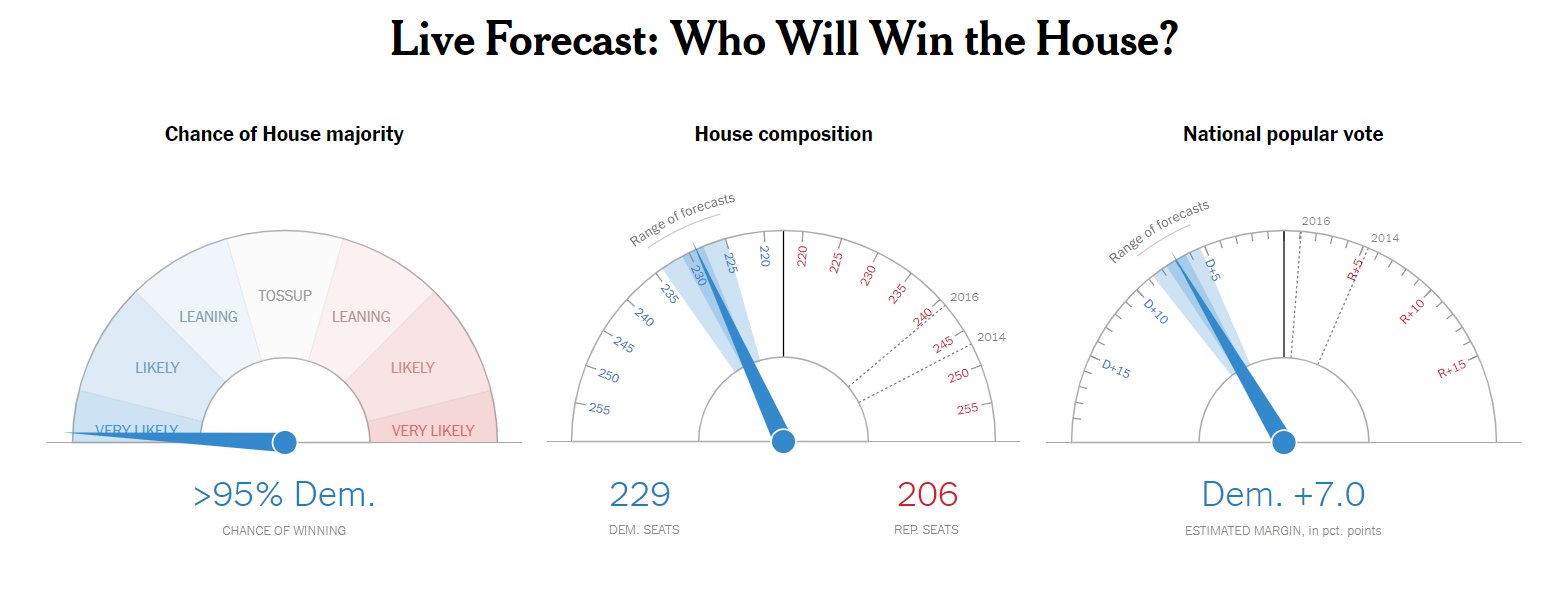 Live Forecast: Who Will Win the House?
Chance of House majority
TOSSUP
LEANING
LEANING
LIKELY
LIKELY
VERY LIKELY
VERY LIKELY
>95% Dem.
CHANCE OF WINNING
House composition
Range of forecasts
255
250
245
240
235
230
225
220
220
225
230
235
240
245
250
255
2016
2014
229
DEM. SEATS
206
REP. SEATS
National popular vote
Range of forecasts
2016
2014
D+15
D+10
D+5
R+5
R+10
R+15
Dem. +7.0
ESTIMATED MARGIN, in pct. points